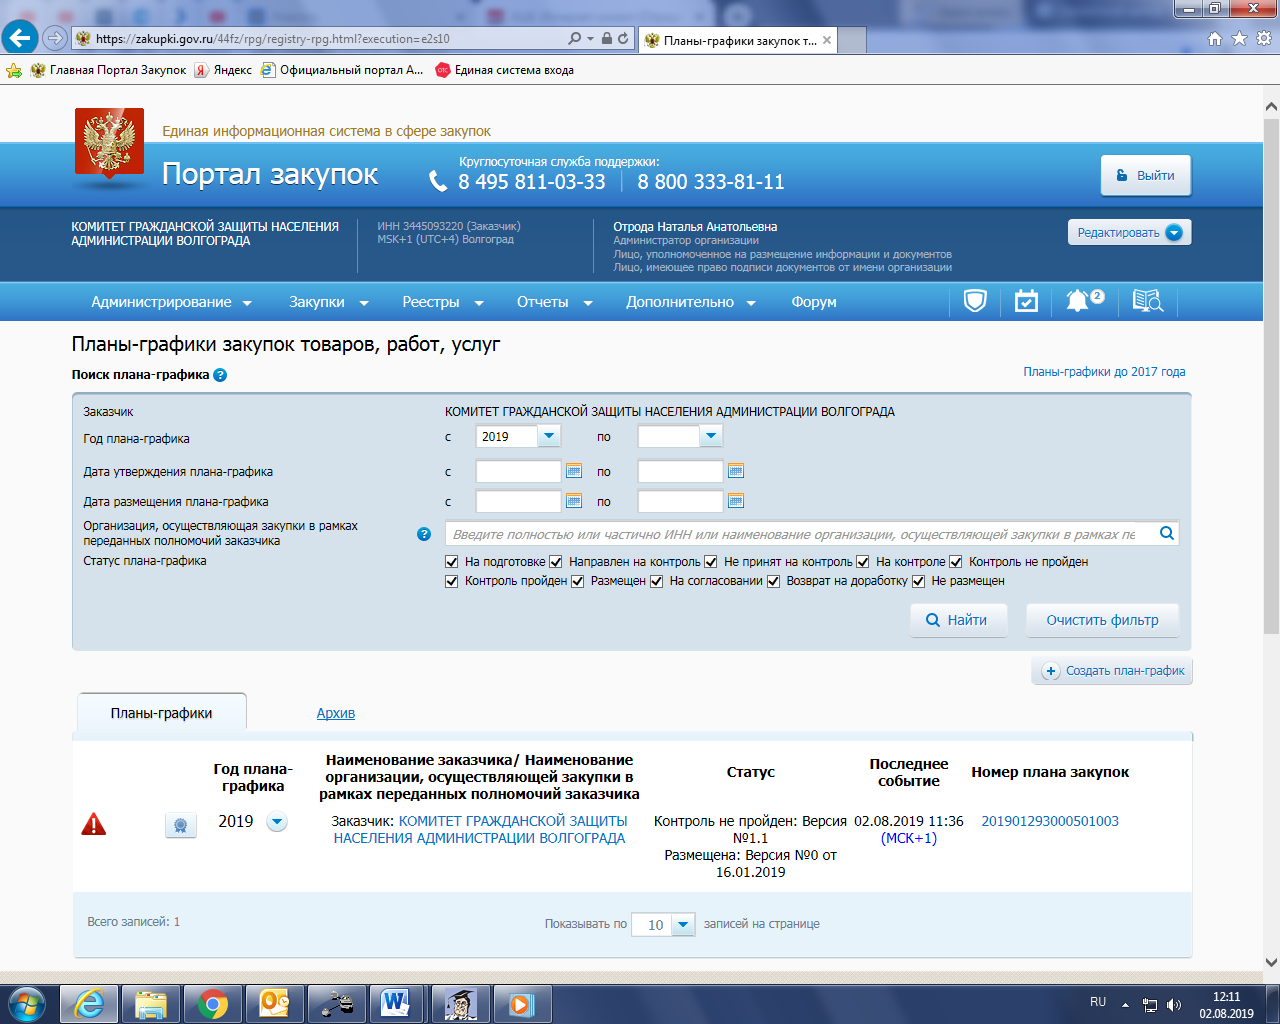 https://zakupki.gov.ru/44fz/rpg/registry-rpg.html?execution=e2s10
Планы-графики закупок т...
Главная Портал Закупок
Яндекс
Официальный портал А...
Единая система входа
Единая информационная система в сфере закупок
Портал закупок
Круглосуточная служба поддержки:
8 495 811-03-33 8 800 333-81-11
Выйти
КОМИТЕТ ГРАЖДАНСКОЙ ЗАЩИТЫ НАСЕЛЕНИЯ
АДМИНИСТРАЦИИ ВОЛГОГРАДА
ИНН 3445093220 (Заказчик)
MSK+1 (UTC+4) Волгоград
Отрода Наталья Анатольевна
Администратор организации
Лицо, уполномоченное на размещение информации и документов
Лицо, имеющее право подписи документов от имени организации
Редактировать
Администрирование Закупки Реестры Отчеты Дополнительно Форум 2
Планы-графики закупок товаров, работ, услуг
Поиск плана-графика ?
Планы-графики до 2017 года
Заказчик КОМИТЕТ ГРАЖДАНСКОЙ ЗАЩИТЫ НАСЕЛЕНИЯ АДМИНИСТРАЦИИ ВОЛГОГРАДА
Год плана-графика с 2019 по
Дата утверждения плана-графика с по
Дата размещения плана-графика с по
Организация, осуществляющая закупки в рамках
переданных полномочий заказчика
? Введите полностью или частично ИНН или наименование организации, осуществляющей закупки в рамках пе
Статус плана-графика На подготовке Направлен на контроль Не принят на контроль На контроле Контроль не пройден
Контроль пройден Размещен На согласовании Возврат на доработку Не размещен
Найти Очистить фильтр
Создать план-график
Планы-графики Архив
Год плана-
графика
Наименование заказчика/ Наименование
организации, осуществляющей закупки в
рамках переданных полномочий заказчика
Статус
Последнее
событие
Номер плана закупок
2019
Заказчик: КОМИТЕТ ГРАЖДАНСКОЙ ЗАЩИТЫ
НАСЕЛЕНИЯ АДМИНИСТРАЦИИ ВОЛГОГРАДА
Контроль не пройден: Версия
№1.1
Размещена: Версия №0 от
16.01.2019
02.08.2019 11:36
(МСК+1)
201901293000501003
Всего записей: 1
Показывать по 10 записей на странице
RU
12:11
02.08.2019